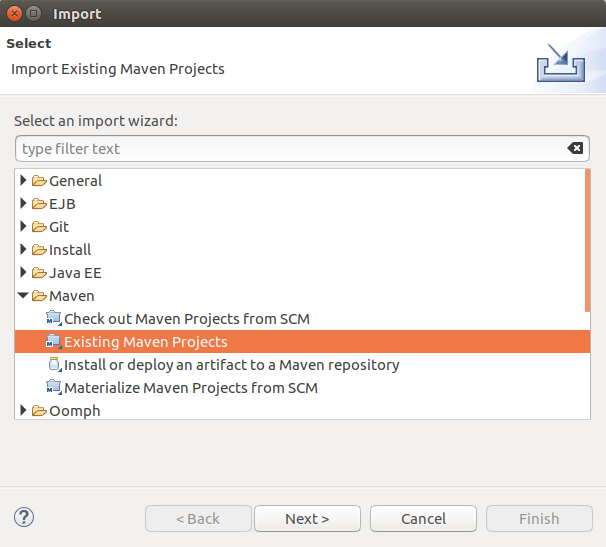 Import
Select
Import Existing Maven Projects
Select an import wizard:
type filter text
General
EJB
Git
Install
Java EE
Maven
Check out Maven Projects from SCM
Existing Maven Projects
Install or deploy an artifact to a Maven repository
Materialize Maven Projects from SCM
Oomph
< Back
Next >
Cancel
Finish